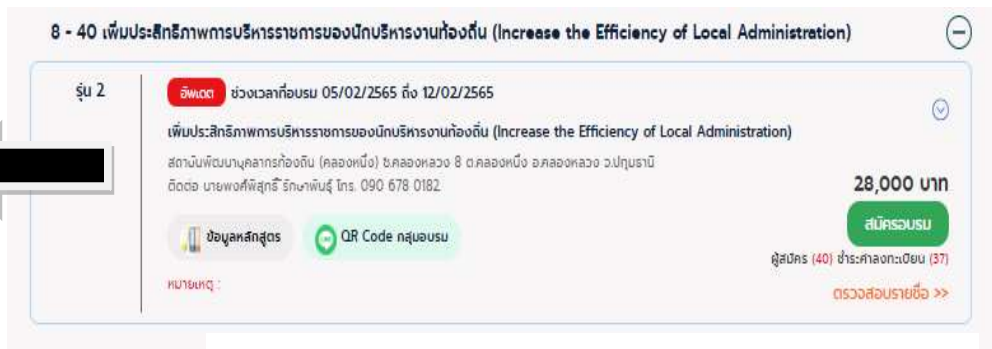 8 - 40 เพิ่มประสิทธิภาพการบริหารราชการของนักบริหารงานท้องถิ่น (Increase the Efficiency of Local Administration)
รุ่น 2
อัพเดต ช่วงเวลาที่อบรม 05/02/2565 ถึง 12/02/2565
เพิ่มประสิทธิภาพการบริหารราชการของนักบริหารงานท้องถิ่น (Increase the Efficiency of Local Administration)
สถาบันพัฒนาบุคลากรท้องถิ่น (คลองหนึ่ง) ซ.คลองหลวง 8 ต.คลองหนึ่ง อ.คลองหลวง จ.ปทุมธานี
ติดต่อ นายพงศ์พิสุทธิ์ รักษาพันธุ์ โทร. 090 678 0182
28,000 บาท
ข้อมูลหลักสูตร
QR Code กลุ่มอบรม
สมัครอบรม
ผู้สมัคร (40) ชำระค่าลงทะเบียน (37)
หมายเหตุ :
ตรวจสอบรายชื่อ >>